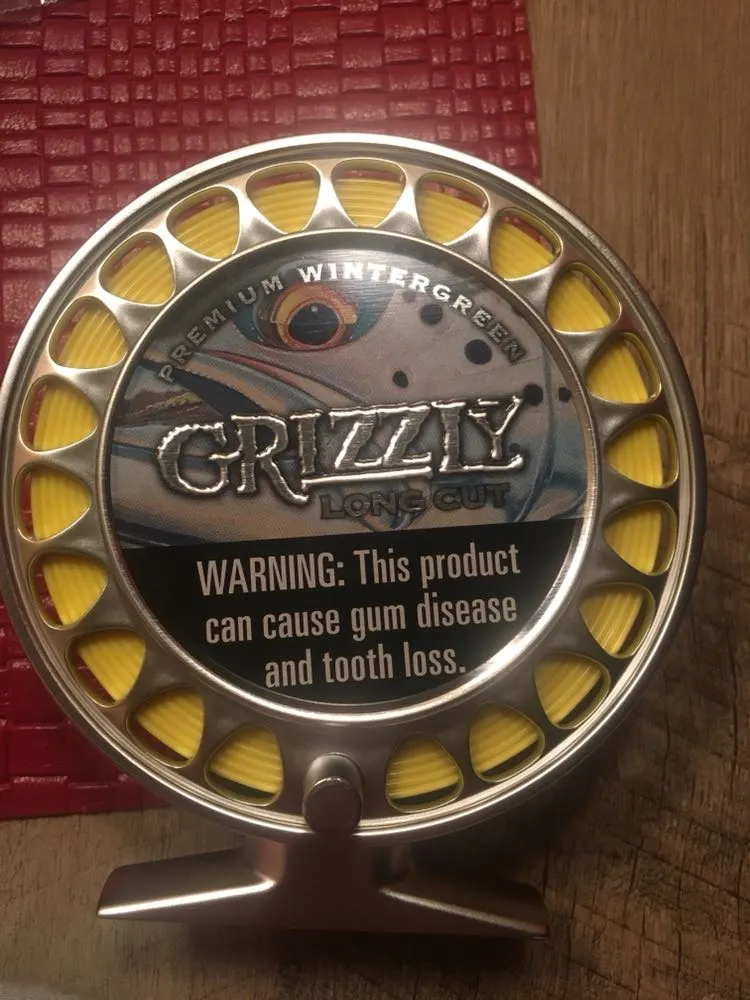 PREMIUM WINTERGREEN
GRIZZLY
LONG CUT
WARNING: This product
can cause gum disease
and tooth loss.